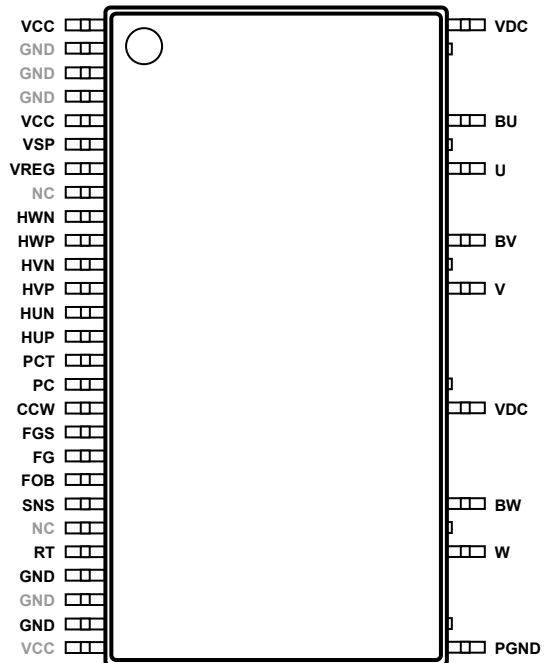 VCC
GND
GND
GND
VCC
VSP
VREG
NC
HWN
HWP
HVN
HVP
HUN
HUP
PCT
PC
CCW
FGS
FG
FOB
SNS
NC
RT
GND
GND
GND
VCC
VDC
BU
U
BV
V
VDC
BW
W
PGND